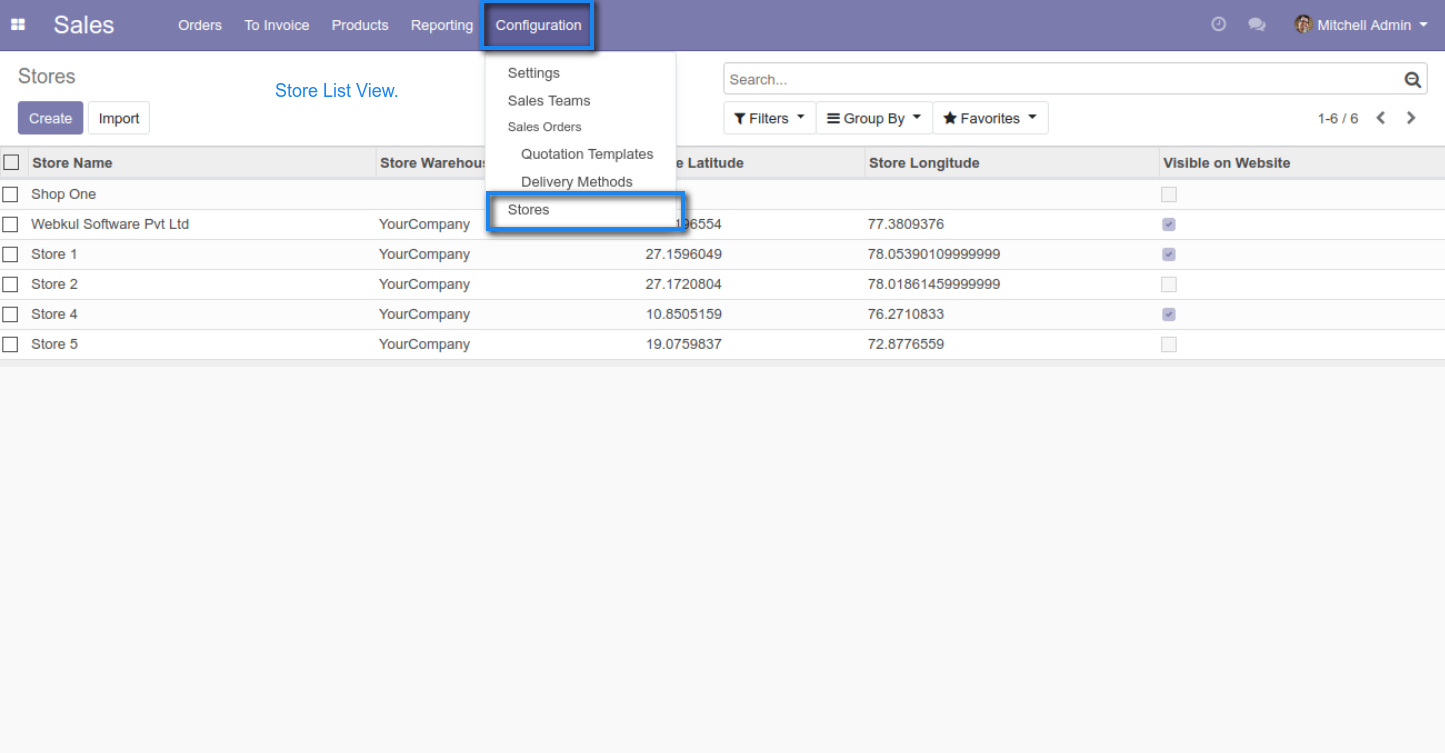 Sales Orders To Invoice Products Reporting Configuration Mitchell Admin
Stores
Store List View.
Settings
Sales Teams
Sales Orders
Quotation Templates
Delivery Methods
Stores
Search...
Create Import
Filters Group By Favorites 1-6 / 6
Store Name Store Latitude Store Longitude Visible on Website
Shop One
Webkul Software Pvt Ltd YourCompany 77.3809376
Store 1 YourCompany 27.1596049 78.05390109999999
Store 2 YourCompany 27.1720804 78.01861459999999
Store 4 YourCompany 10.8505159 76.2710833
Store 5 YourCompany 19.0759837 72.8776559